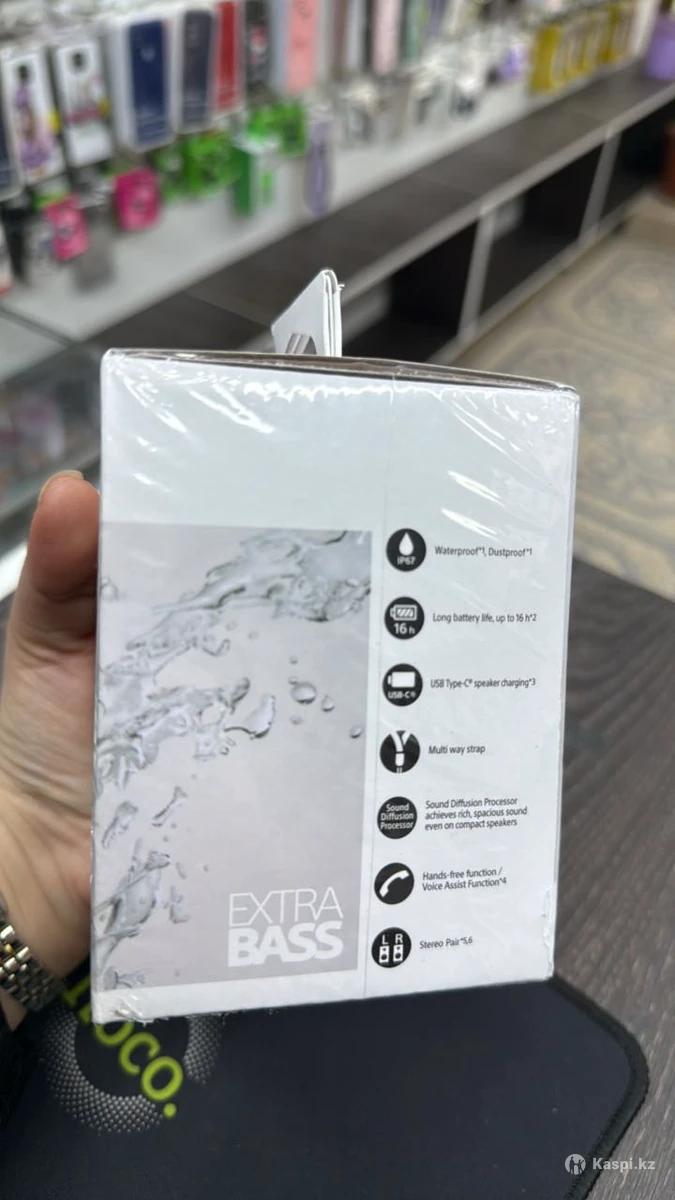 IP67
Waterproof*1, Dustproof*1
16 h
Long battery life, up to 16 h*2
USB-C®
USB Type-C® speaker charging*3
Multi way strap
Sound
Diffusion
Processor
Sound Diffusion Processor
achieves rich, spacious sound
even on compact speakers
Hands-free function /
Voice Assist Function*4
L R
Stereo Pair*5,6
EXTRA
BASS
hoco.
Kaspi.kz